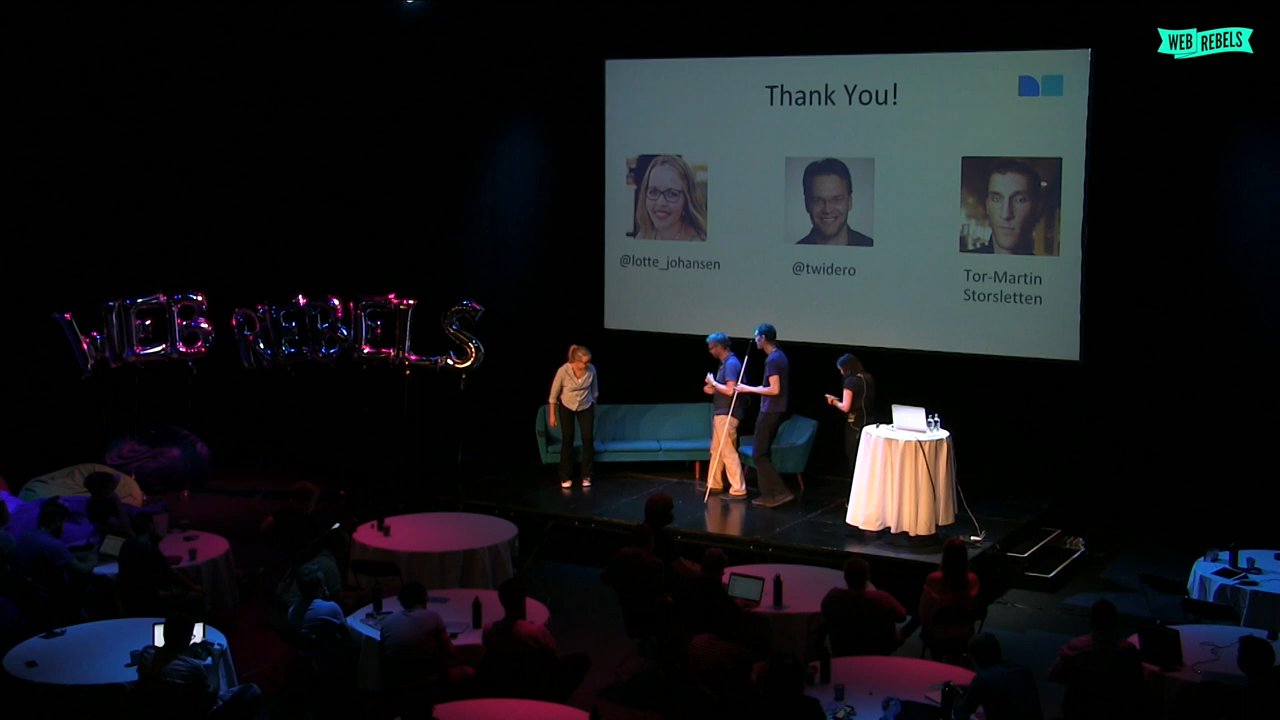 WEB REBELS
Thank You!
@lotte_johansen
@twidero
Tor-Martin
Storsletten
WEB REBELS